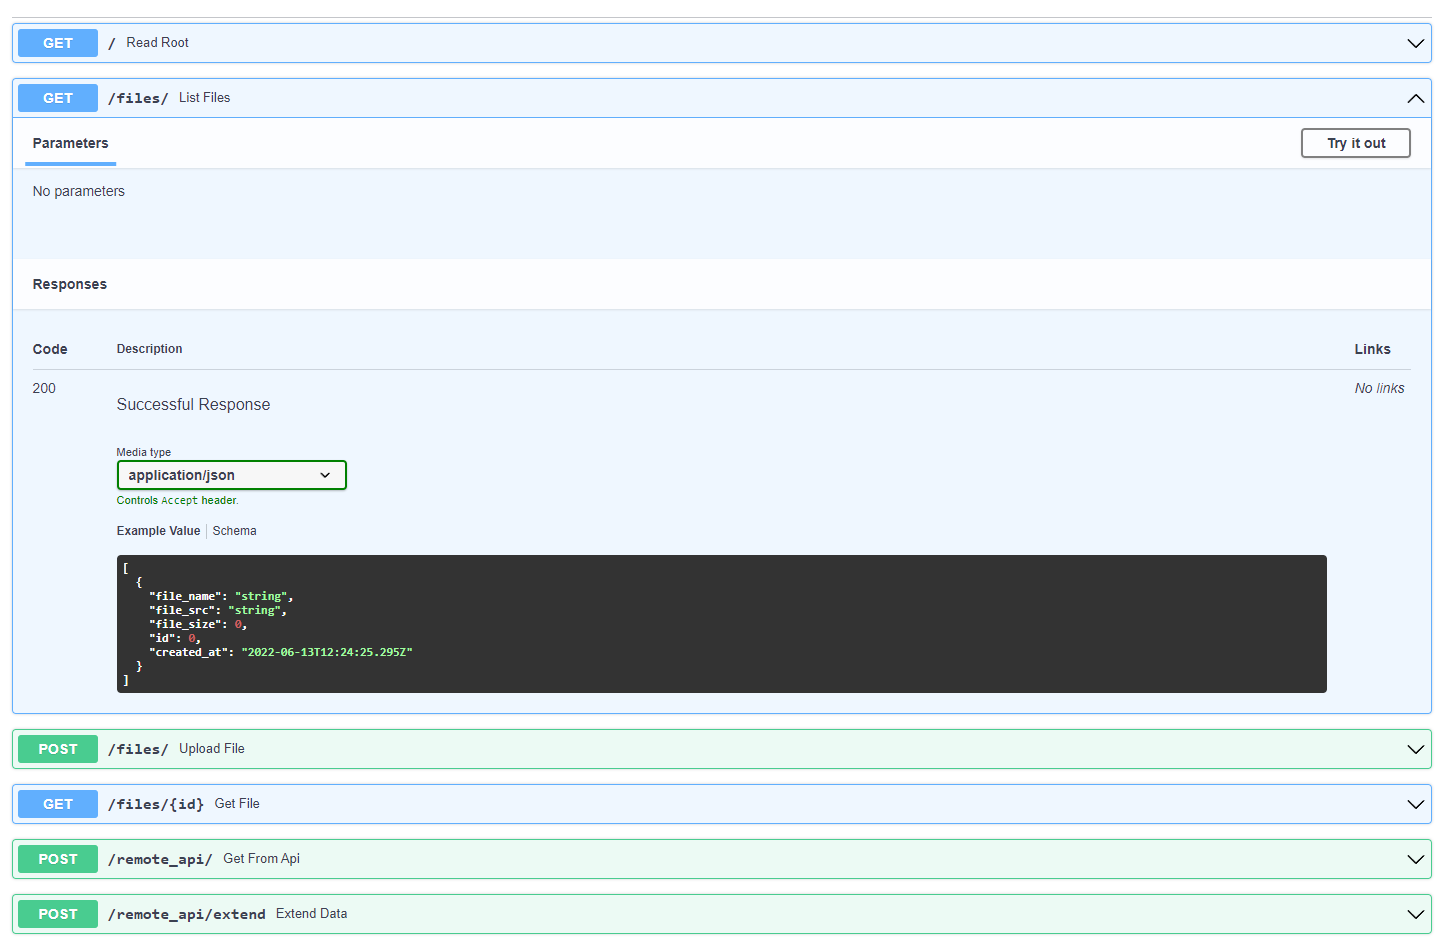 GET / Read Root
GET /files/ List Files
Parameters Try it out
No parameters
Responses
Code Description Links
200 Successful Response No links
Media type
application/json
Controls Accept header.
Example Value Schema
[
  {
    "file_name": "string",
    "file_src": "string",
    "file_size": 0,
    "id": 0,
    "created_at": "2022-06-13T12:24:25.295Z"
  }
]
POST /files/ Upload File
GET /files/{id} Get File
POST /remote_api/ Get From Api
POST /remote_api/extend Extend Data